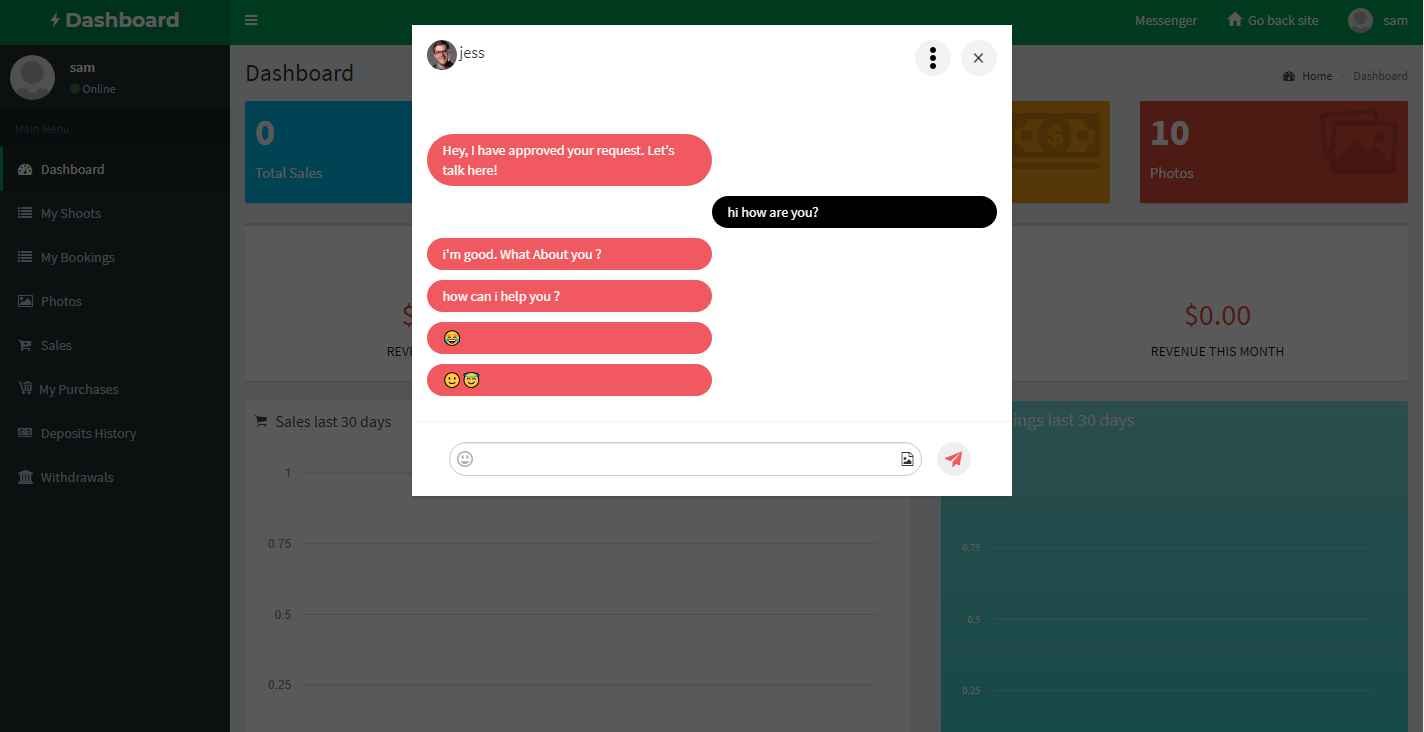 Dashboard
Messenger
Go back site
sam
sam
Online
Main Menu
Dashboard
My Shoots
My Bookings
Photos
Sales
My Purchases
Deposits History
Withdrawals
Dashboard
Home > Dashboard
0
Total Sales
10
Photos
$
REVE
$0.00
REVENUE THIS MONTH
Sales last 30 days
1
0.75
0.5
0.25
ings last 30 days
0.75
0.5
0.25
jess
Hey, I have approved your request. Let's
talk here!
hi how are you?
i'm good. What About you ?
how can i help you ?
😂
🙂😇